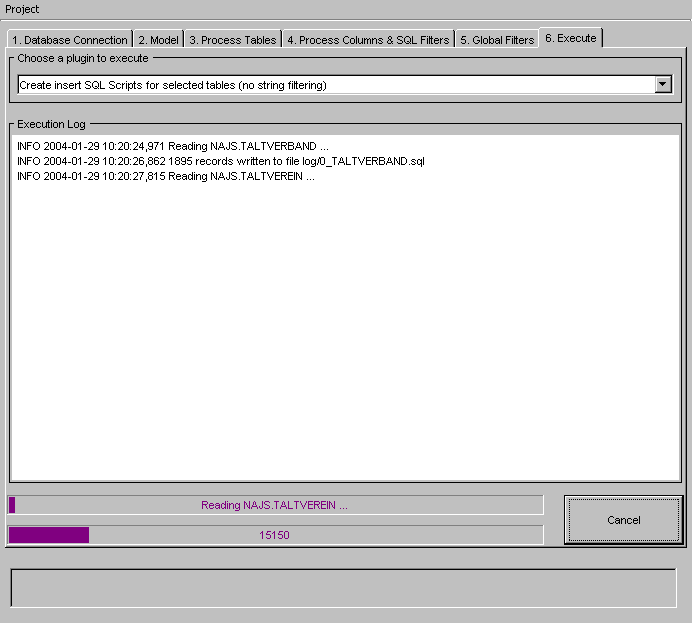 Project
1. Database Connection 2. Model 3. Process Tables 4. Process Columns & SQL Filters 5. Global Filters 6. Execute
Choose a plugin to execute
Create insert SQL Scripts for selected tables (no string filtering)
Execution Log
INFO 2004-01-29 10:20:24,971 Reading NAJS.TALTVERBAND ...
INFO 2004-01-29 10:20:26,862 1895 records written to file log/0_TALTVERBAND.sql
INFO 2004-01-29 10:20:27,815 Reading NAJS.TALTVEREIN ...
Reading NAJS.TALTVEREIN ...
Cancel
15150